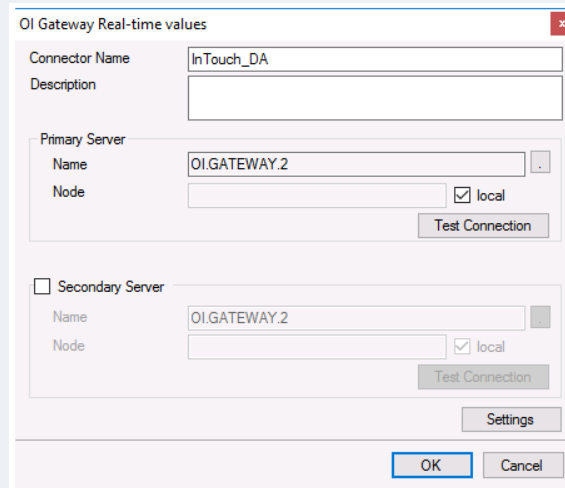 OI Gateway Real-time values
x
Connector Name InTouch_DA
Description
Primary Server
Name OI.GATEWAY.2 .
Node local
Test Connection
Secondary Server
Name OI.GATEWAY.2 .
Node local
Test Connection
Settings
OK Cancel